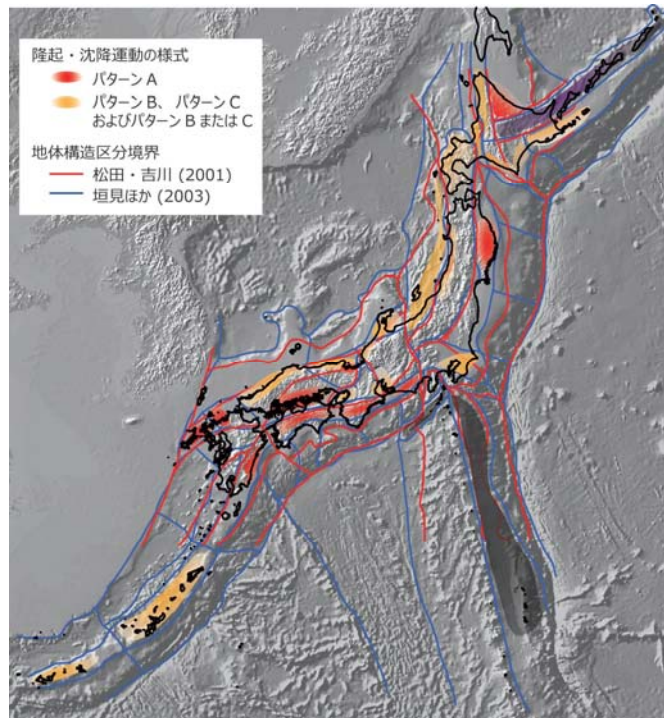 隆起・沈降運動の様式
パターン A
パターン B、 パターン C
およびパターン B または C
地体構造区分境界
松田・吉川 (2001)
垣見ほか (2003)